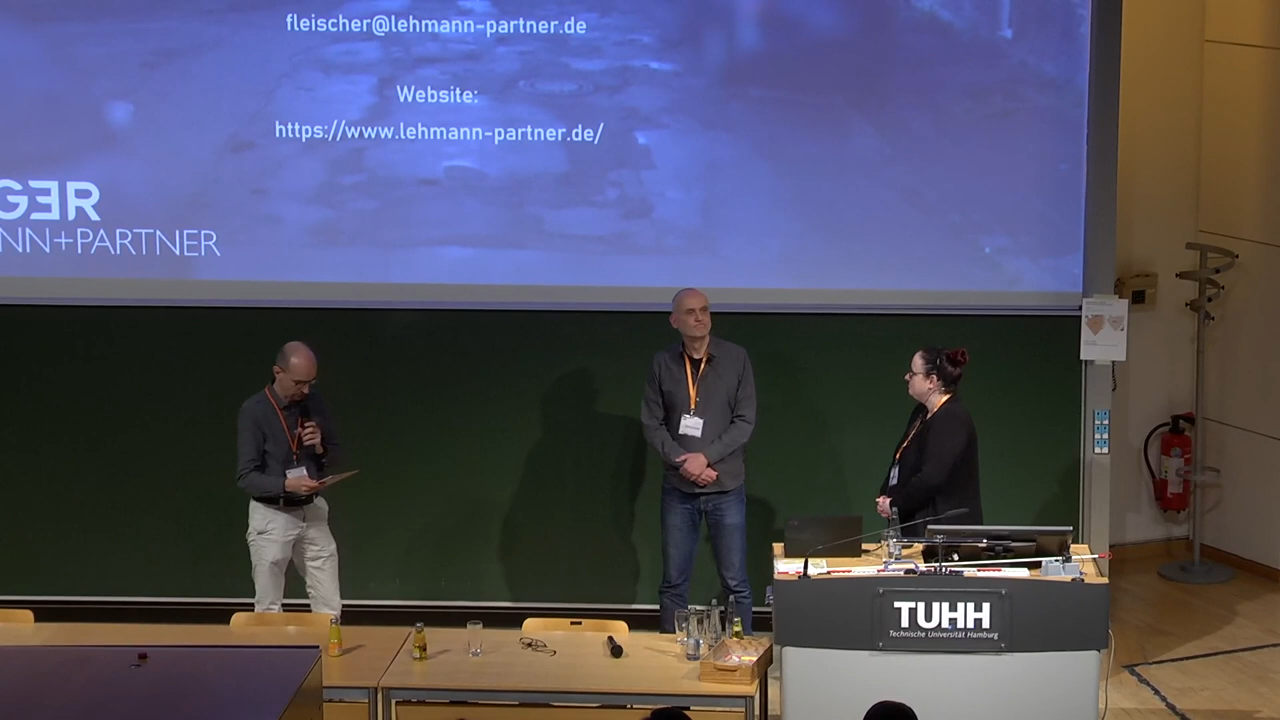 fleischer@lehmann-partner.de
Website:
https://www.lehmann-partner.de/
GER
NN+PARTNER
TUHH
Technische Universität Hamburg